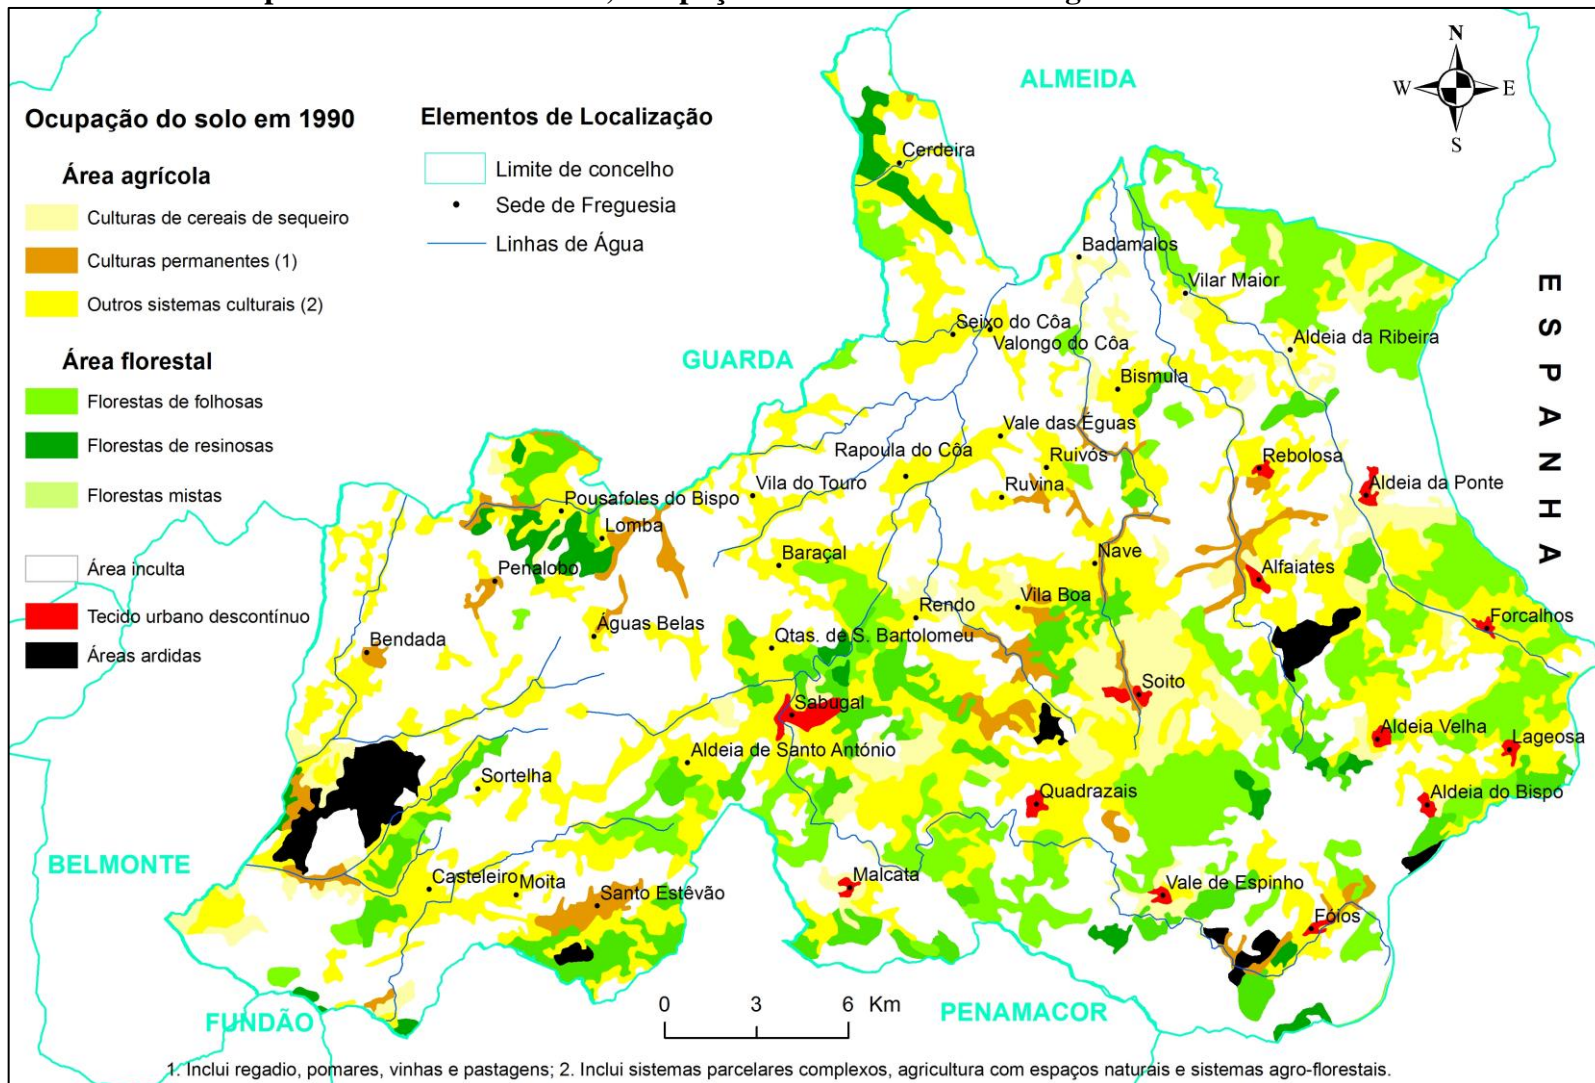 N
W E
S
ALMEIDA
Ocupação do solo em 1990
Elementos de Localização
Área agrícola
Limite de concelho
Culturas de cereais de sequeiro
Sede de Freguesia
Culturas permanentes (1)
Linhas de Água
Outros sistemas culturais (2)
Área florestal
Florestas de folhosas
Florestas de resinosas
Florestas mistas
Área inculta
Tecido urbano descontínuo
Áreas ardidas
Cerdeira
Badamalos
Vilar Maior
Seixo do Côa
Valongo do Côa
Aldeia da Ribeira
GUARDA
Bismula
ESPANHA
Vale das Éguas
Rapoula do Côa
Ruivós
Rebolosa
Vila do Touro
Ruvina
Aldeia da Ponte
Pousafoles do Bispo
Lomba
Baraçal
Nave
Penalobo
Alfaiates
Rendo
Vila Boa
Águas Belas
Forcalhos
Bendada
Qtas. de S. Bartolomeu
Soito
Sabugal
Aldeia Velha
Lageosa
Aldeia de Santo António
Sortelha
Quadrazais
Aldeia do Bispo
BELMONTE
Casteleiro
Moita
Santo Estêvão
Malcata
Vale de Espinho
Fóios
0 3 6 Km
FUNDÃO
PENAMACOR
1. Inclui regadio, pomares, vinhas e pastagens; 2. Inclui sistemas parcelares complexos, agricultura com espaços naturais e sistemas agro-florestais.